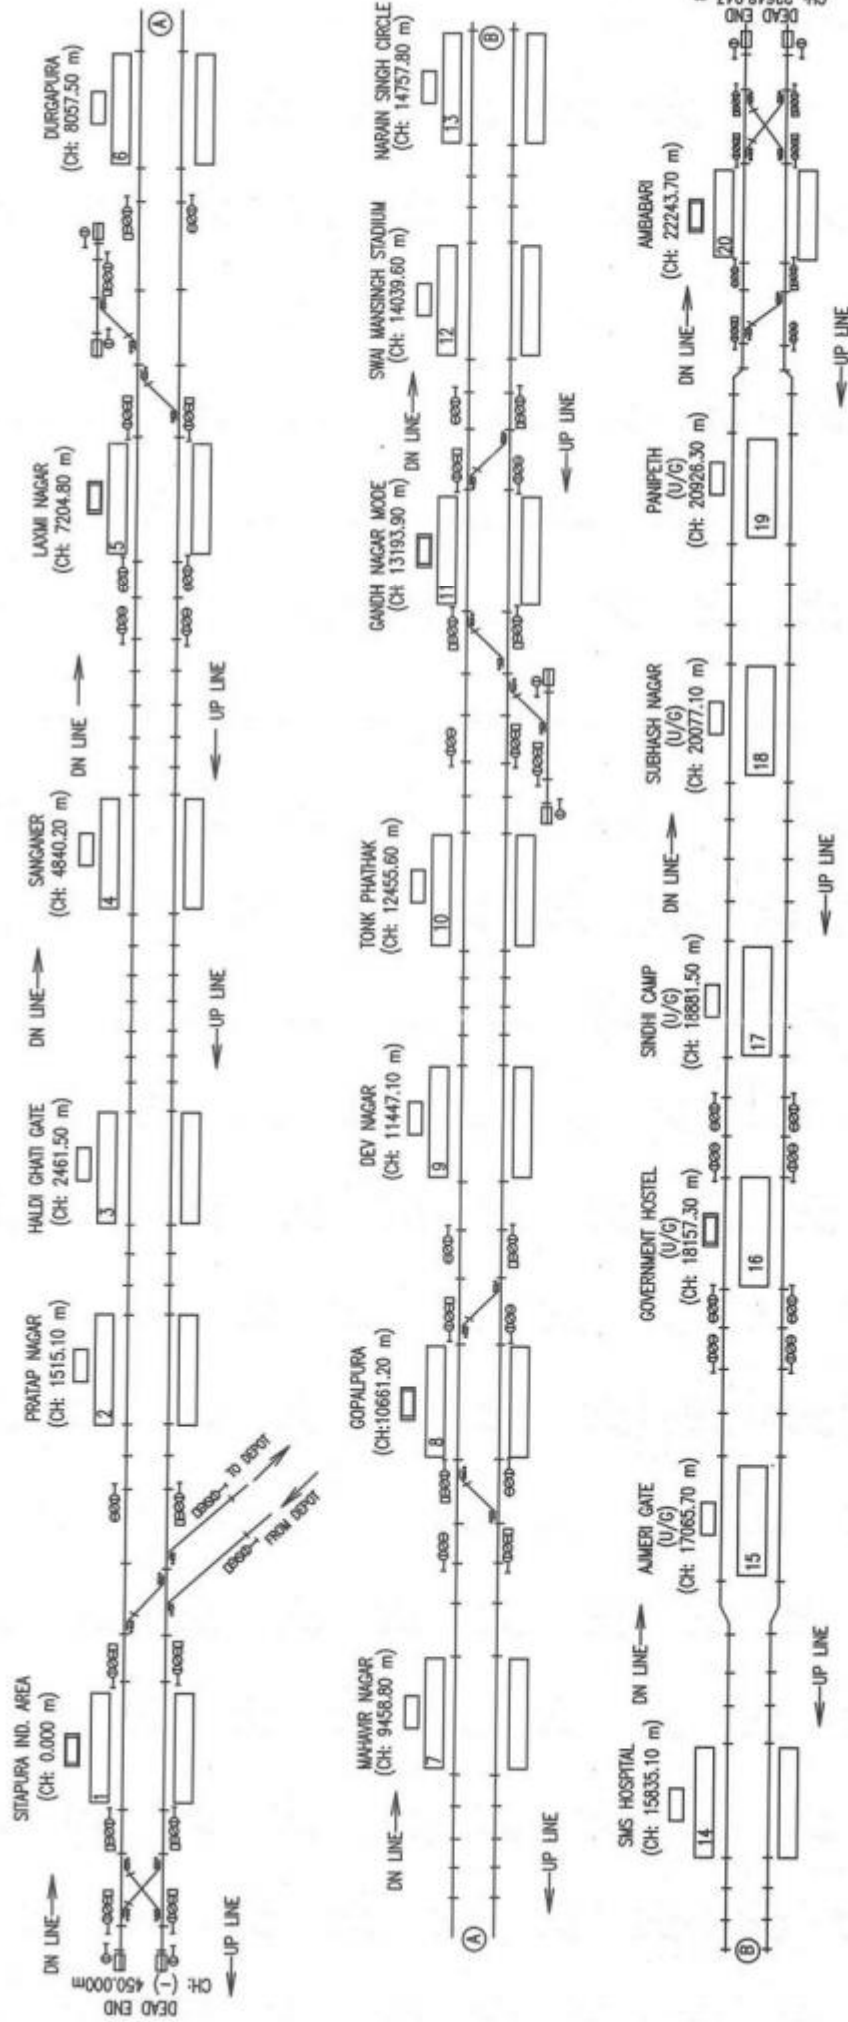 SITAPURA IND. AREA
(CH: 0.000 m)
1
DEAD END
CH: (-) 450.000m
DN LINE
UP LINE
TO DEPOT
FROM DEPOT
PRATAP NAGAR
(CH: 1515.10 m)
2
HALDI GHATI GATE
(CH: 2461.50 m)
3
DN LINE
UP LINE
SANGANER
(CH: 4840.20 m)
4
DN LINE
UP LINE
LAXMI NAGAR
(CH: 7204.80 m)
5
DURGAPURA
(CH: 8057.50 m)
6
A
A
DN LINE
UP LINE
MAHAVIR NAGAR
(CH: 9458.80 m)
7
GOPALPURA
(CH:10661.20 m)
8
DEV NAGAR
(CH: 11447.10 m)
9
TONK PHATHAK
(CH: 12455.60 m)
10
GANDH NAGAR MODE
(CH: 13193.90 m)
11
DN LINE
UP LINE
SWAI MANSINGH STADIUM
(CH: 14039.60 m)
12
NARAIN SINGH CIRCLE
(CH: 14757.80 m)
13
B
B
SMS HOSPITAL
(CH: 15835.10 m)
14
DN LINE
UP LINE
AJMERI GATE
(U/G)
(CH: 17065.70 m)
15
GOVERNMENT HOSTEL
(U/G)
(CH: 18157.30 m)
16
SINDHI CAMP
(U/G)
(CH: 18881.50 m)
17
DN LINE
UP LINE
SUBHASH NAGAR
(U/G)
(CH: 20077.10 m)
18
PANIPETH
(U/G)
(CH: 20926.30 m)
19
DN LINE
UP LINE
AMBABARI
(CH: 22243.70 m)
20
DEAD END